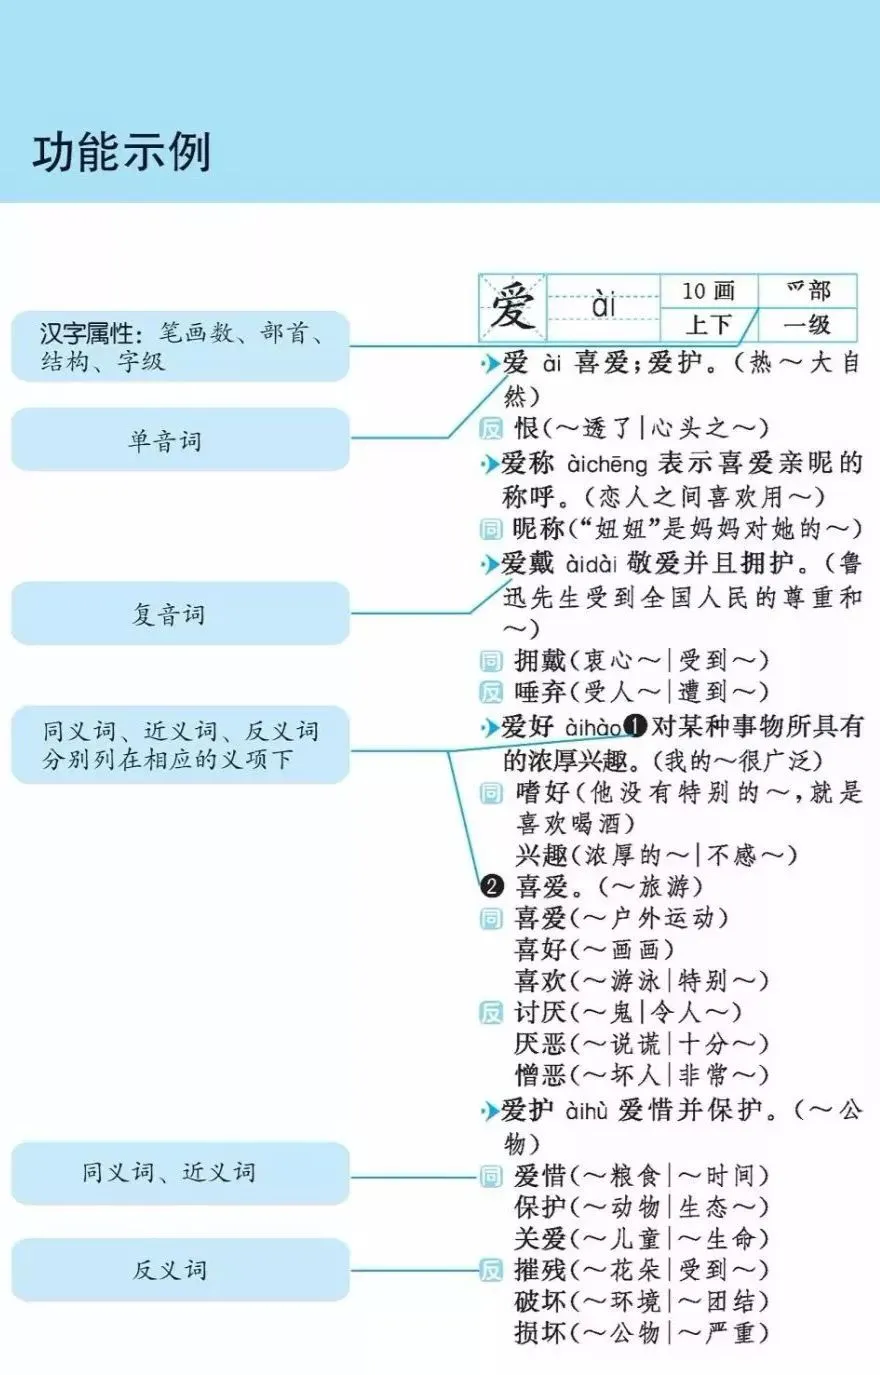 功能示例
汉字属性：笔画数、部首、
结构、字级
单音词
复音词
同义词、近义词、反义词
分别列在相应的义项下
同义词、近义词
反义词
爱 ài 10画 爫部
上下 一级
爱 ài 喜爱；爱护。（热～大自
然）
反 恨（～透了|心头之～）
爱称 àichēng 表示喜爱亲昵的
称呼。（恋人之间喜欢用～）
同 昵称（“妞妞”是妈妈对她的～）
爱戴 àidài 敬爱并且拥护。（鲁
迅先生受到全国人民的尊重和
～）
同 拥戴（衷心～|受到～）
反 唾弃（受人～|遭到～）
爱好 àihào❶对某种事物所具有
的浓厚兴趣。（我的～很广泛）
同 嗜好（他没有特别的～，就是
喜欢喝酒）
兴趣（浓厚的～|不感～）
❷ 喜爱。（～旅游）
同 喜爱（～户外运动）
喜好（～画画）
喜欢（～游泳|特别～）
反 讨厌（～鬼|令人～）
厌恶（～说谎|十分～）
憎恶（～坏人|非常～）
爱护 àihù 爱惜并保护。（～公
物）
同 爱惜（～粮食|～时间）
保护（～动物|生态～）
关爱（～儿童|～生命）
反 摧残（～花朵|受到～）
破坏（～环境|～团结）
损坏（～公物|～严重）